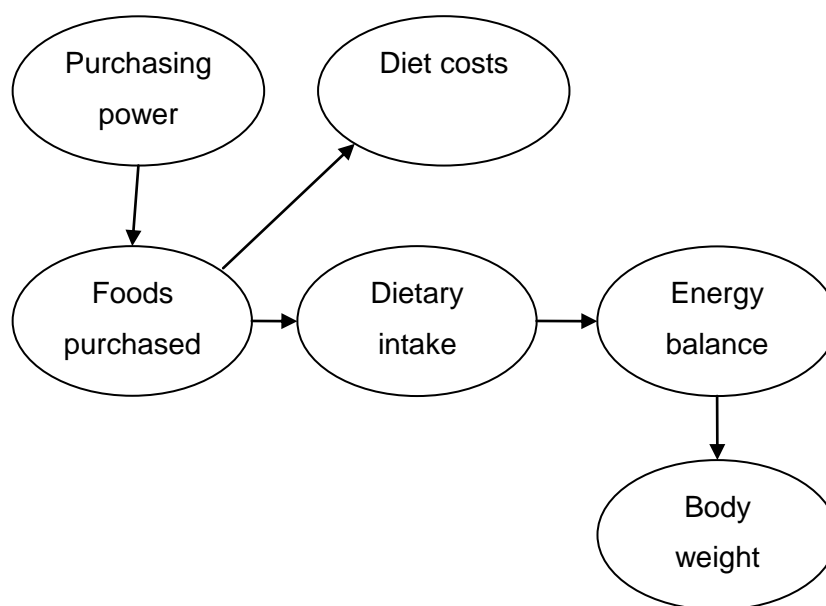 Purchasing
power
Diet costs
Foods
purchased
Dietary
intake
Energy
balance
Body
weight